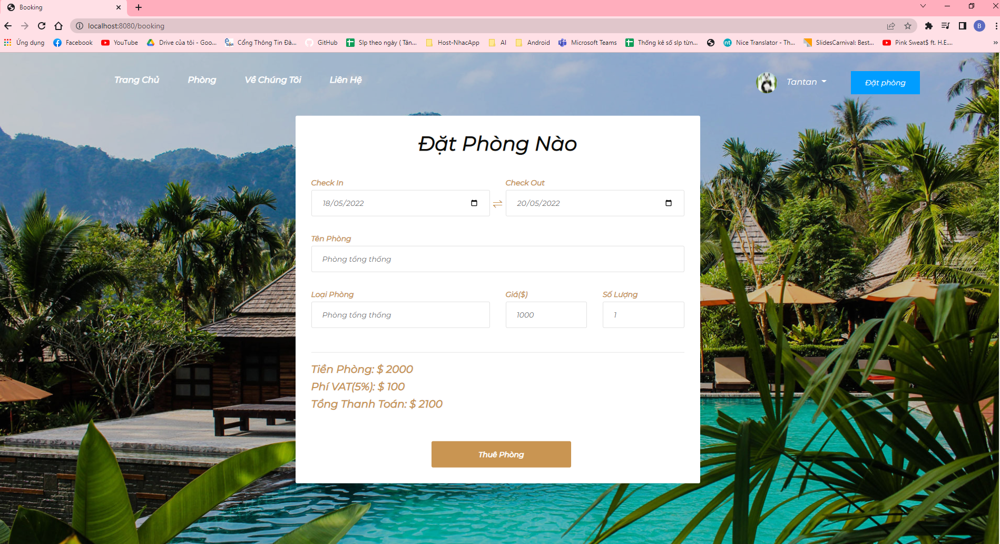 Booking
localhost:8080/booking
Ứng dụng Facebook YouTube Drive của tôi - Goo... Cổng Thông Tin Đà... GitHub Slp theo ngày ( Tân... Host-NhacApp AI Android Microsoft Teams Thống kê số slp từn... nt Nice Translator - Th... SlidesCarnival: Best... Pink Sweat$ ft. H.E....
B
Trang Chủ Phòng Về Chúng Tôi Liên Hệ Tantan Đặt phòng
Đặt Phòng Nào
Check In Check Out
18/05/2022 20/05/2022
Tên Phòng
Phòng tổng thống
Loại Phòng Giá($) Số Lượng
Phòng tổng thống 1000 1
Tiền Phòng: $ 2000
Phí VAT(5%): $ 100
Tổng Thanh Toán: $ 2100
Thuê Phòng